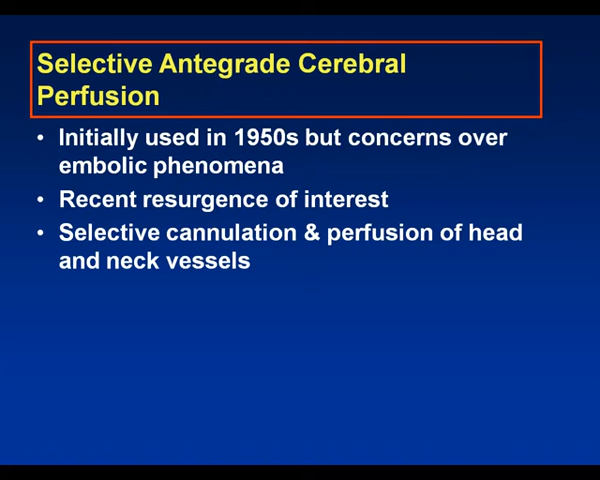 Selective Antegrade Cerebral
Perfusion
• Initially used in 1950s but concerns over
embolic phenomena
• Recent resurgence of interest
• Selective cannulation & perfusion of head
and neck vessels